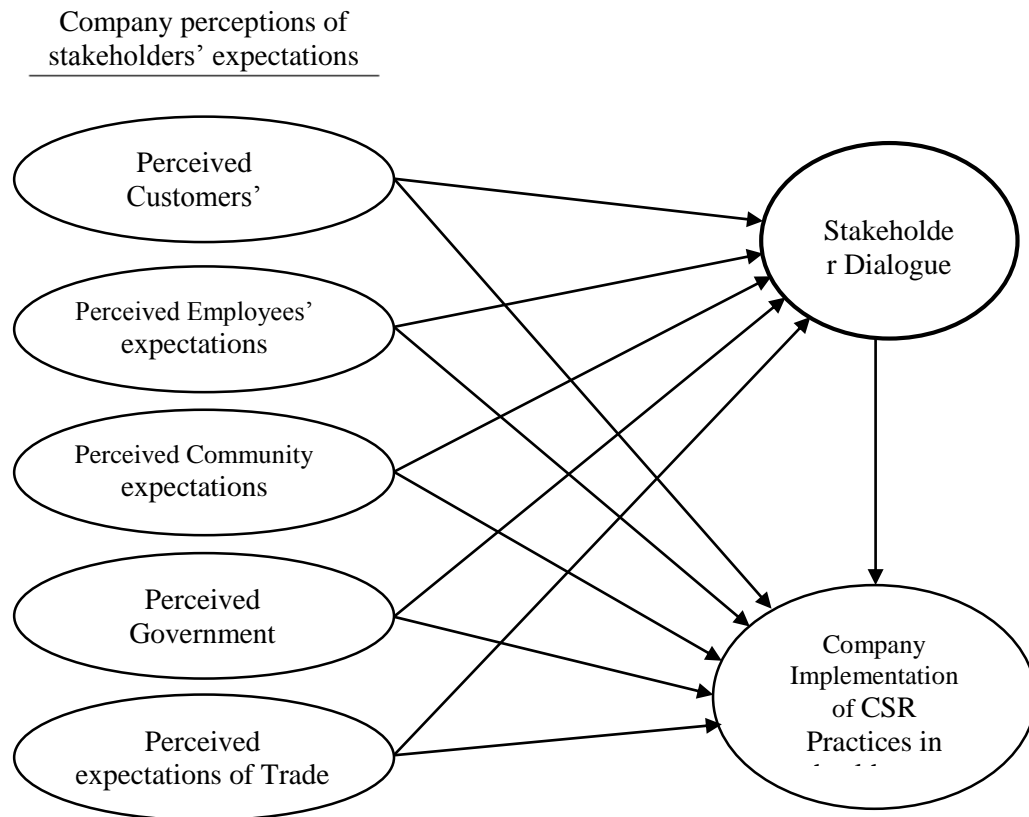 Company perceptions of
stakeholders’ expectations
Perceived
Customers’
Perceived Employees’
expectations
Perceived Community
expectations
Perceived
Government
Perceived
expectations of Trade
Stakeholde
r Dialogue
Company
Implementation
of CSR
Practices in